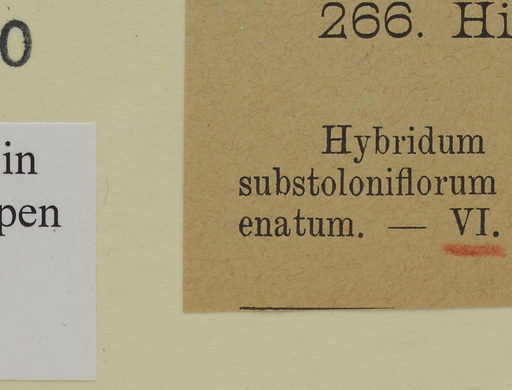 0
in
pen
266. Hi
Hybridum
substoloniflorum
enatum. — VI.